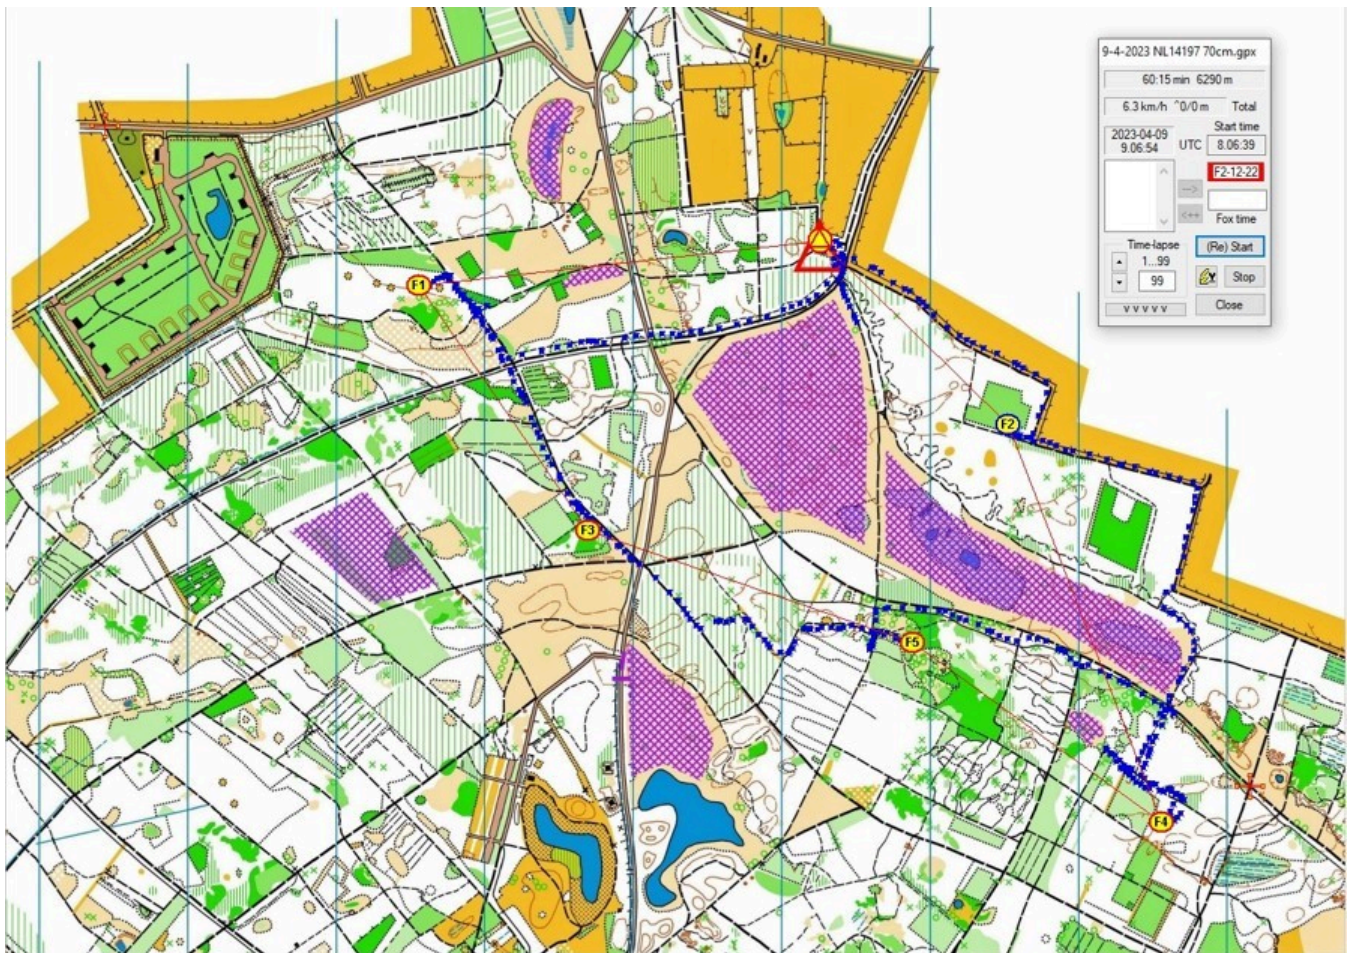 9-4-2023 NL14197 70cm.gpx
60:15 min 6290 m
6.3 km/h ^0/0 m Total
Start time
2023-04-09
9.06:54
UTC
8.06:39
F2-12-22
-->
<++
Fox time
Time-lapse
1...99
99
(Re) Start
Stop
Close
V V V V V
F1
F2
F3
F5
F4